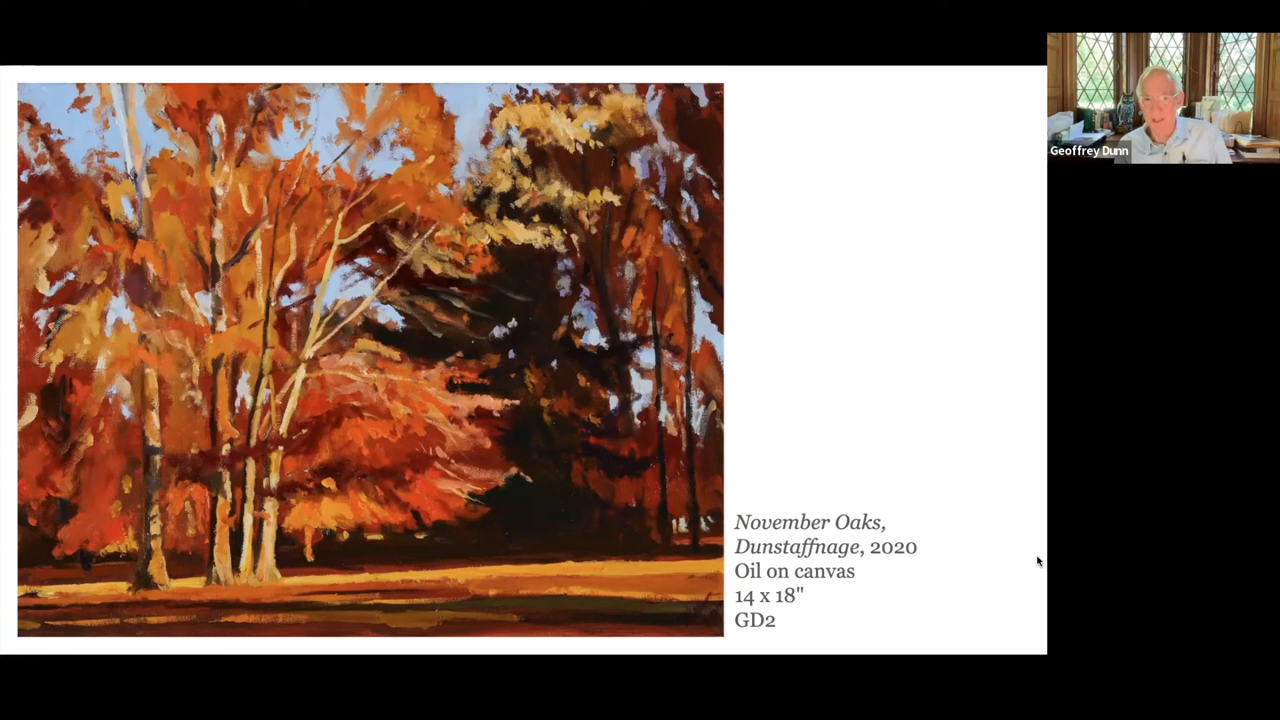 Geoffrey Dunn
November Oaks,
Dunstaffnage, 2020
Oil on canvas
14 x 18"
GD2